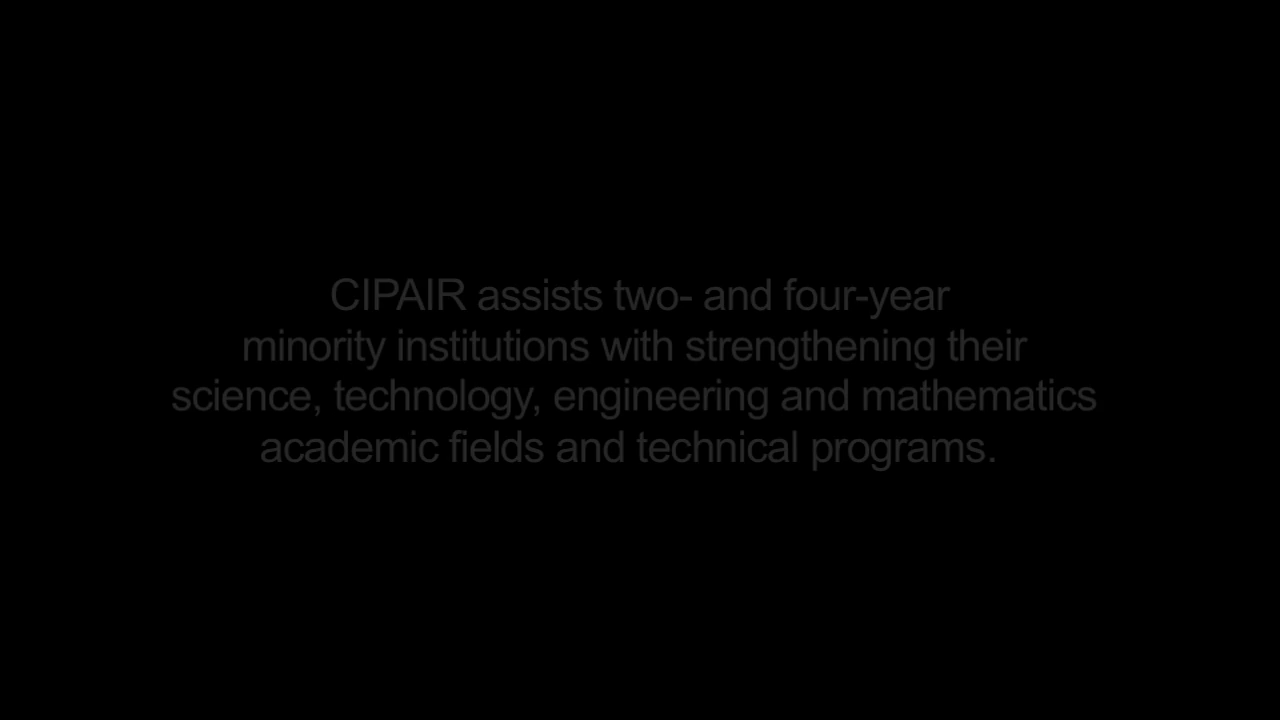 CIPAIR assists two- and four-year
minority institutions with strengthening their
science, technology, engineering and mathematics
academic fields and technical programs.